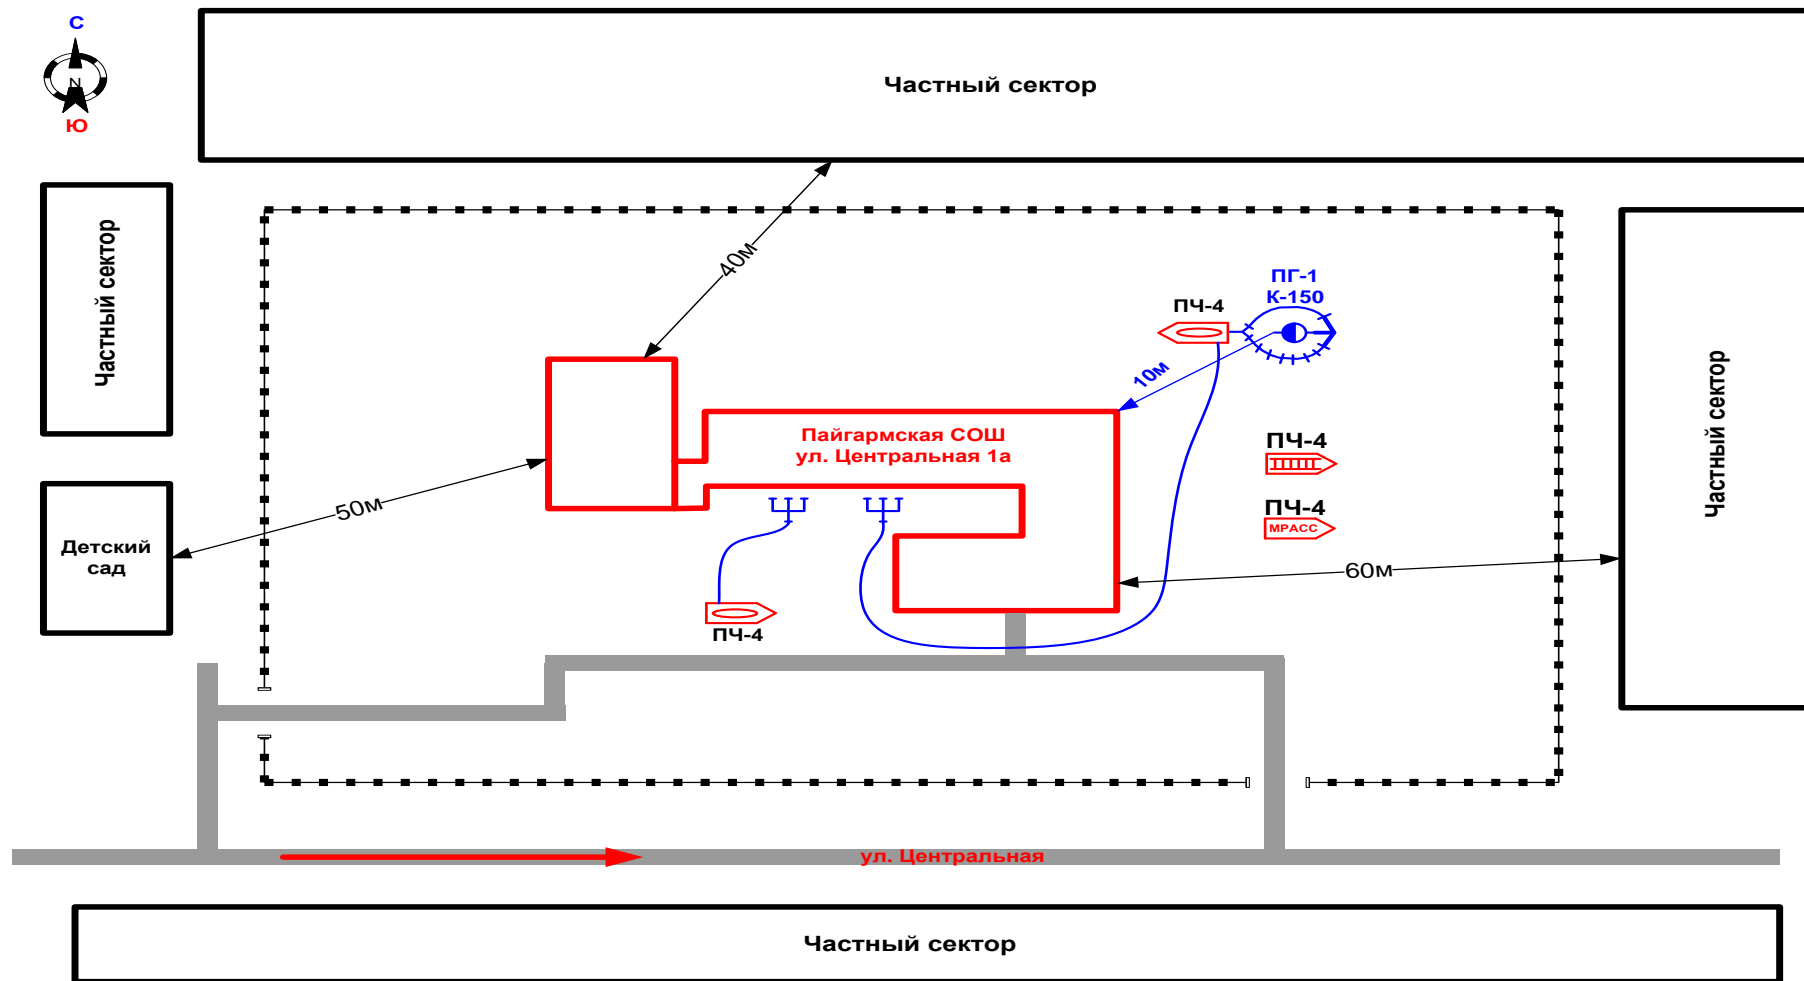 С
N
Ю
Частный сектор
Частный сектор
40м
ПГ-1
К-150
ПЧ-4
10м
Частный сектор
Пайгармская СОШ
ул. Центральная 1а
ПЧ-4
50м
ПЧ-4
МРАСС
Детский
сад
60м
ПЧ-4
ул. Центральная
Частный сектор